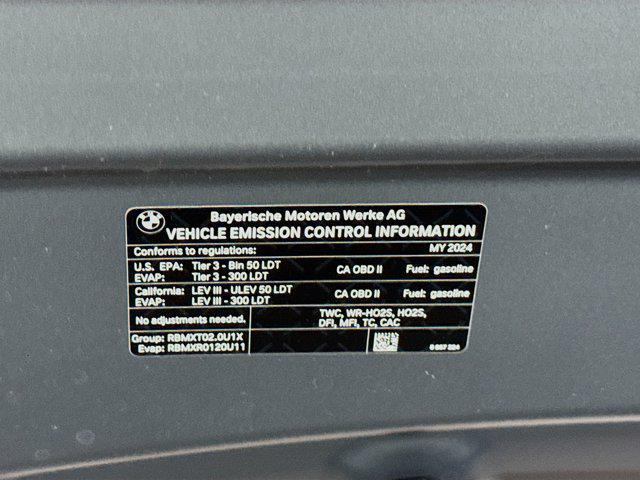 BMW
Bayerische Motoren Werke AG
VEHICLE EMISSION CONTROL INFORMATION
Conforms to regulations: MY 2024
U.S. EPA: Tier 3 - Bin 50 LDT CA OBD II Fuel: gasoline
EVAP: Tier 3 - 300 LDT
California: LEV III - ULEV 50 LDT CA OBD II Fuel: gasoline
EVAP: LEV III - 300 LDT
No adjustments needed. TWC, WR-HO2S, HO2S,
DFI, MFI, TC, CAC
Group: RBMXT02.0U1X
Evap: RBMXR0120U11